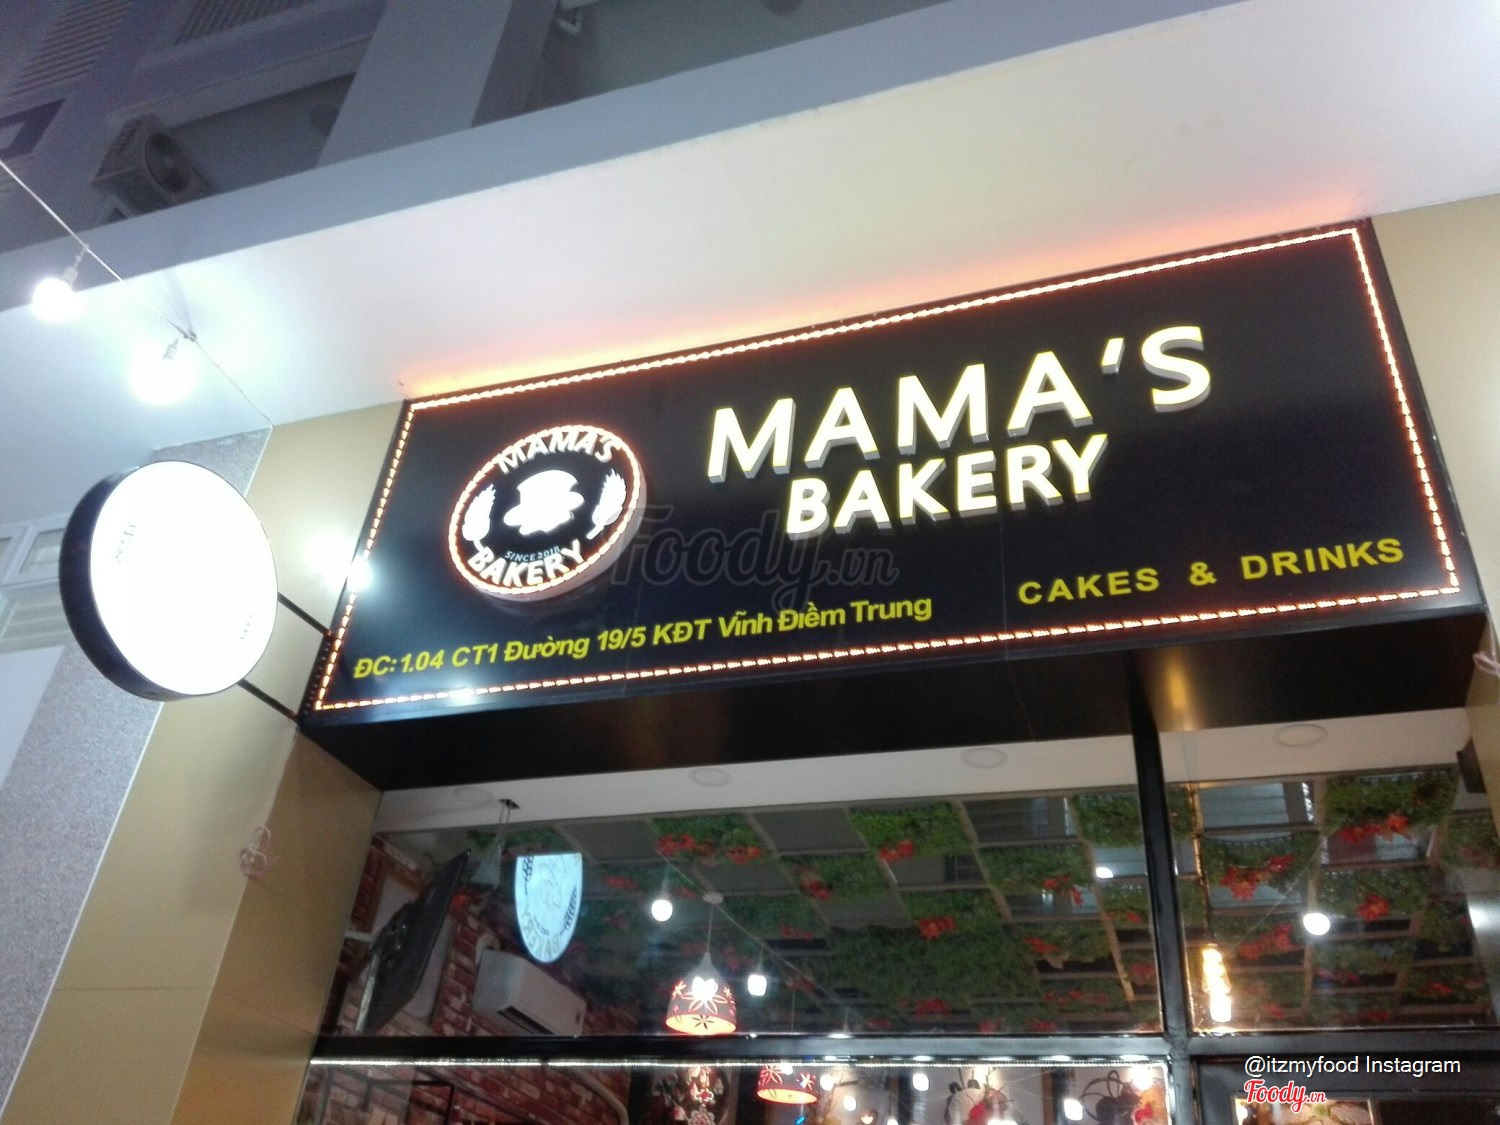 MAMA'S
BAKERY
MAMA'S
SINCE 2018
BAKERY
CAKES & DRINKS
ĐC: 1.04 CT1 Đường 19/5 KĐT Vĩnh Điềm Trung
Foody.vn
@itzmyfood Instagram
Foody.vn